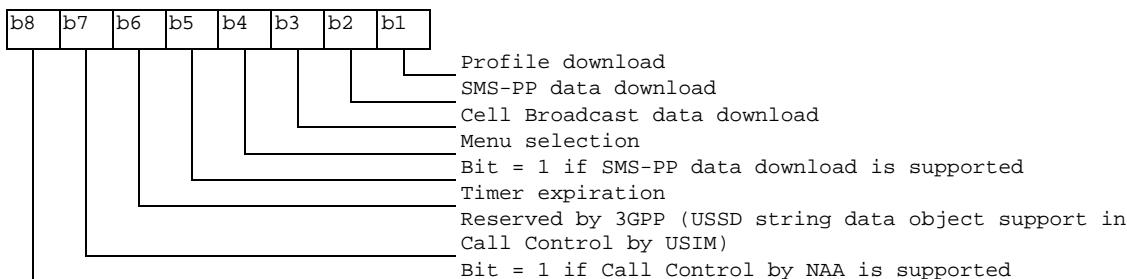 b8 b7 b6 b5 b4 b3 b2 b1
Profile download
SMS-PP data download
Cell Broadcast data download
Menu selection
Bit = 1 if SMS-PP data download is supported
Timer expiration
Reserved by 3GPP (USSD string data object support in
Call Control by USIM)
Bit = 1 if Call Control by NAA is supported